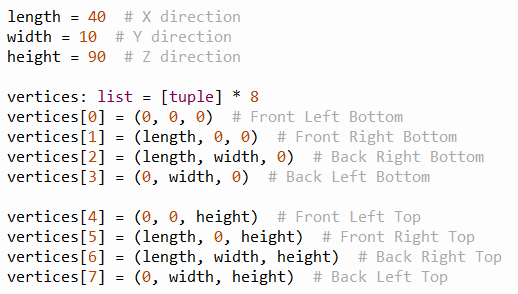 length = 40  # X direction
width = 10  # Y direction
height = 90  # Z direction

vertices: list = [tuple] * 8
vertices[0] = (0, 0, 0)  # Front Left Bottom
vertices[1] = (length, 0, 0)  # Front Right Bottom
vertices[2] = (length, width, 0)  # Back Right Bottom
vertices[3] = (0, width, 0)  # Back Left Bottom

vertices[4] = (0, 0, height)  # Front Left Top
vertices[5] = (length, 0, height)  # Front Right Top
vertices[6] = (length, width, height)  # Back Right Top
vertices[7] = (0, width, height)  # Back Left Top